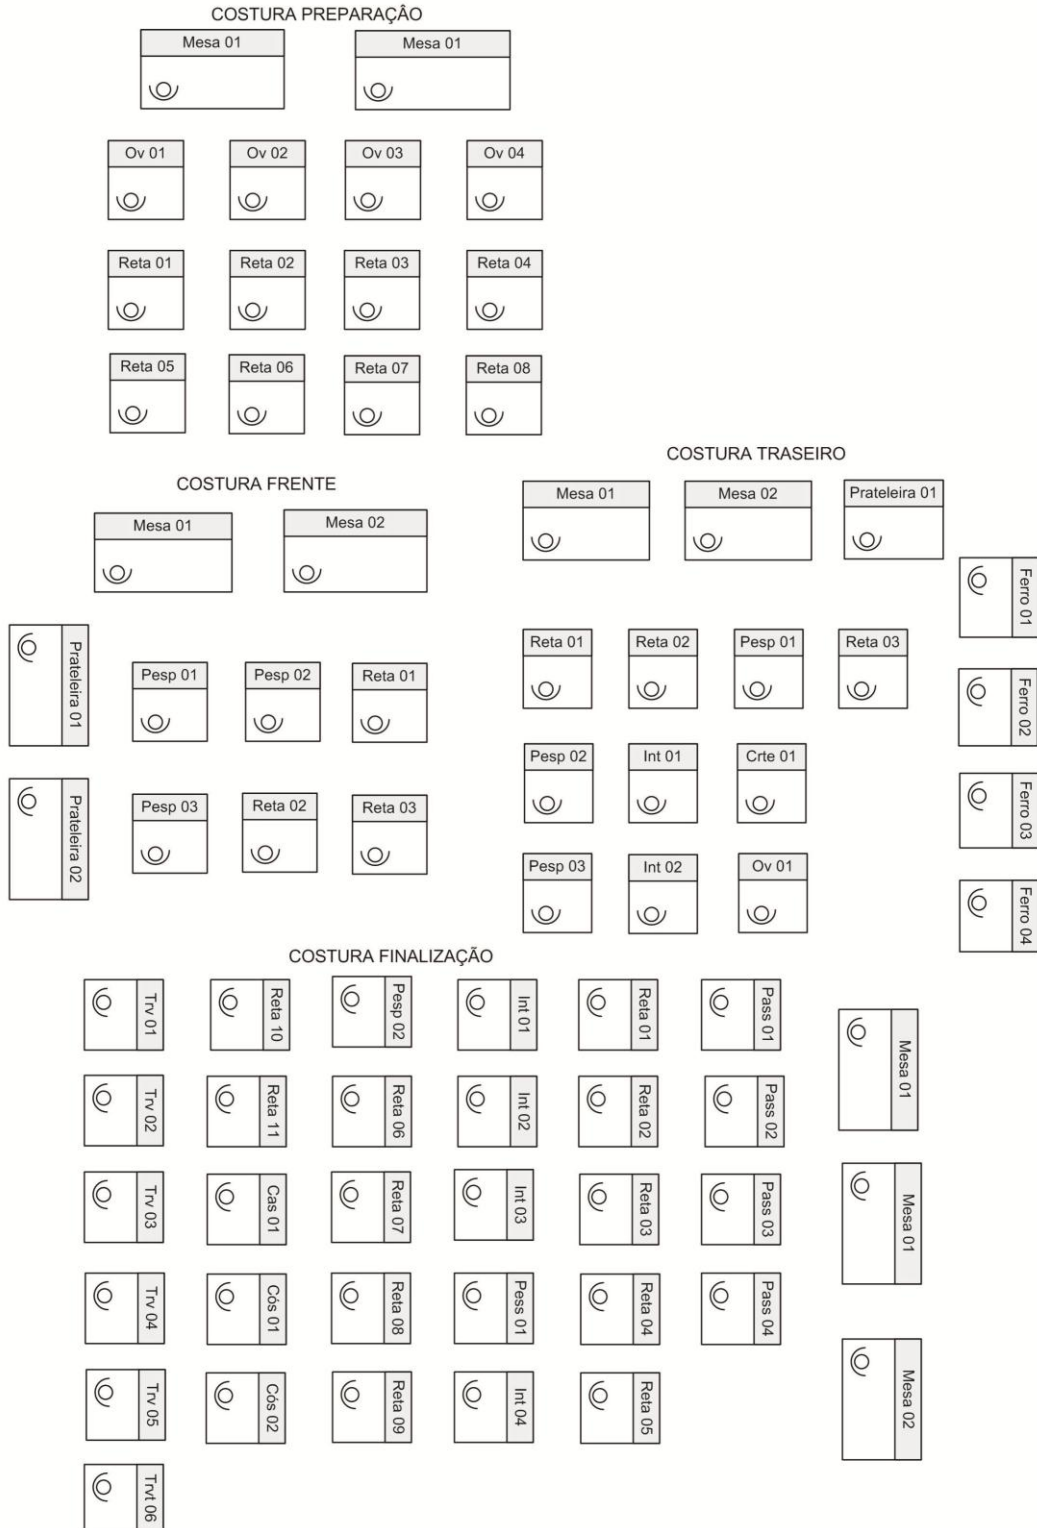 COSTURA PREPARAÇÂO
Mesa 01
Mesa 01
Ov 01
Ov 02
Ov 03
Ov 04
Reta 01
Reta 02
Reta 03
Reta 04
Reta 05
Reta 06
Reta 07
Reta 08
COSTURA FRENTE
Mesa 01
Mesa 02
Prateleira 01
Pesp 01
Pesp 02
Reta 01
Prateleira 02
Pesp 03
Reta 02
Reta 03
COSTURA TRASEIRO
Mesa 01
Mesa 02
Prateleira 01
Ferro 01
Reta 01
Reta 02
Pesp 01
Reta 03
Ferro 02
Pesp 02
Int 01
Crte 01
Ferro 03
Pesp 03
Int 02
Ov 01
Ferro 04
COSTURA FINALIZAÇÃO
Trv 01
Reta 10
Pesp 02
Int 01
Reta 01
Pass 01
Mesa 01
Trv 02
Reta 11
Reta 06
Int 02
Reta 02
Pass 02
Trv 03
Cas 01
Reta 07
Int 03
Reta 03
Pass 03
Mesa 01
Trv 04
Cós 01
Reta 08
Pess 01
Reta 04
Pass 04
Trv 05
Cós 02
Reta 09
Int 04
Reta 05
Mesa 02
Trvt 06